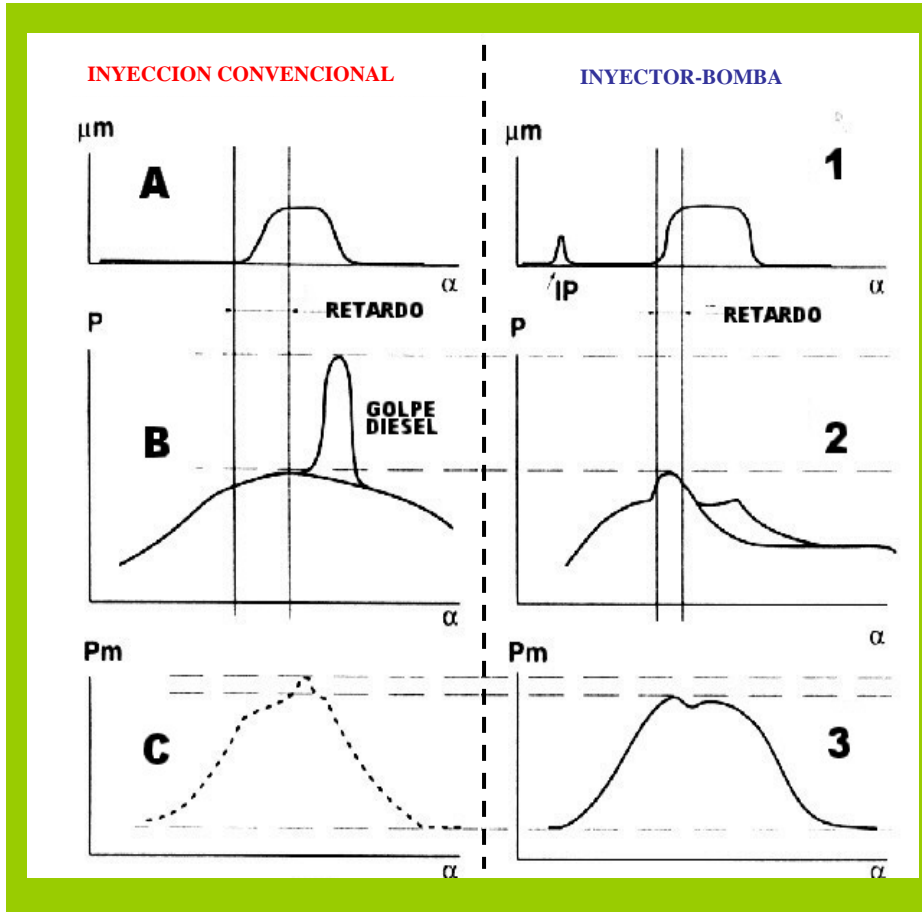 INYECCION CONVENCIONAL
μm
A
α
RETARDO
P
B
GOLPE
DIESEL
α
Pm
C
α
INYECTOR-BOMBA
μm
1
IP
α
RETARDO
P
2
α
Pm
3
α